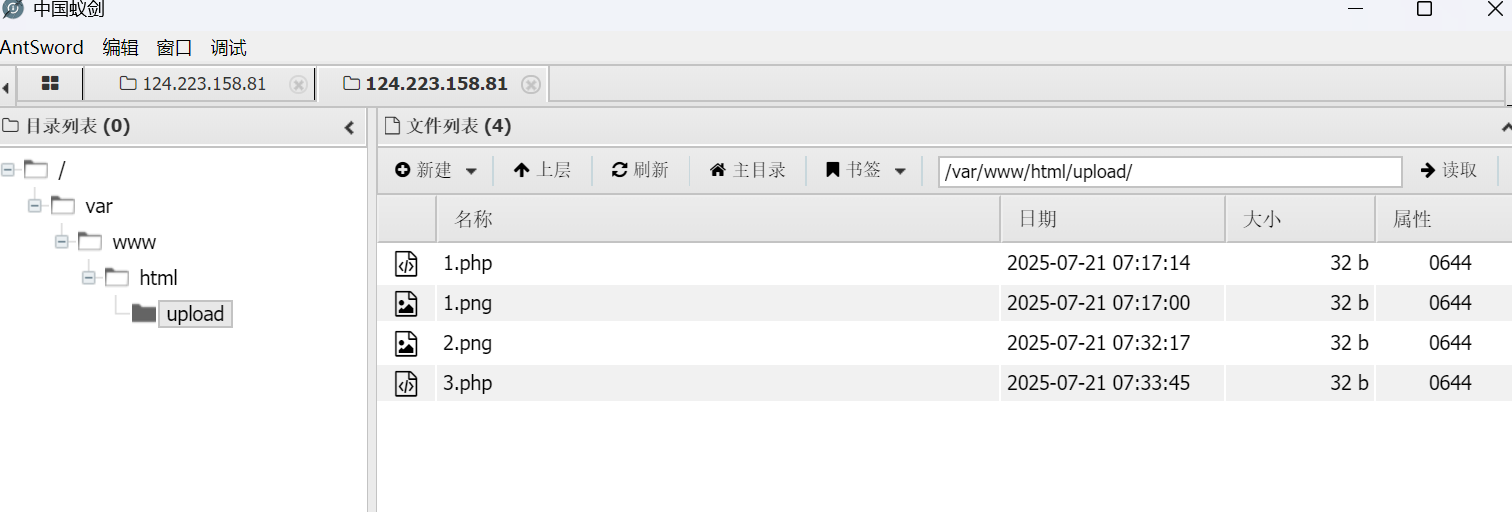 中国蚁剑
AntSword 编辑 窗口 调试
124.223.158.81 124.223.158.81
目录列表 (0) 文件列表 (4)
新建 上层 刷新 主目录 书签 /var/www/html/upload/ 读取
/
var
www
html
upload
名称 日期 大小 属性
1.php 2025-07-21 07:17:14 32 b 0644
1.png 2025-07-21 07:17:00 32 b 0644
2.png 2025-07-21 07:32:17 32 b 0644
3.php 2025-07-21 07:33:45 32 b 0644